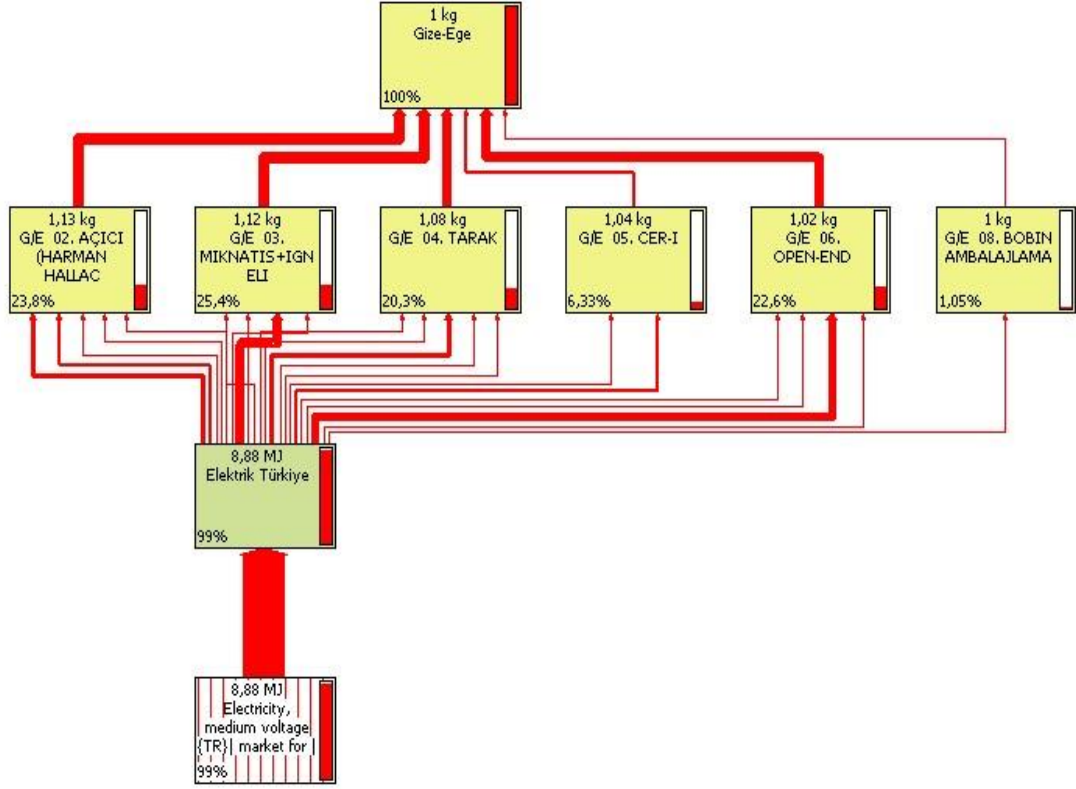 1 kg
Gize-Ege
100%
1,13 kg
G/E 02. AÇICI
(HARMAN
HALLAC
23,8%
1,12 kg
G/E 03.
MIKNATIS+IGN
ELI
25,4%
1,08 kg
G/E 04. TARAK
20,3%
1,04 kg
G/E 05. CER-I
6,33%
1,02 kg
G/E 06.
OPEN-END
22,6%
1 kg
G/E 08. BOBIN
AMBALAJLAMA
1,05%
8,88 MJ
Elektrik Türkiye
99%
8,88 MJ
Electricity,
medium voltage
{TR}| market for |
99%